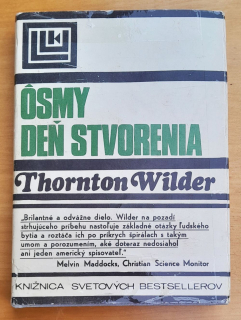 ÔSMY
DEŇ STVORENIA
Thornton Wilder
„Brilantné a odvážne dielo. Wilder na pozadí
strhujúceho príbehu nastoľuje základné otázky ľudského
bytia a roztáča ich po príkrych špirálach s takým
umom a porozumením, aké doteraz nedosiahol
ani jeden americký spisovateľ."
Melvin Maddocks, Christian Science Monitor
KNIŽNICA SVETOVÝCH BESTSELLEROV